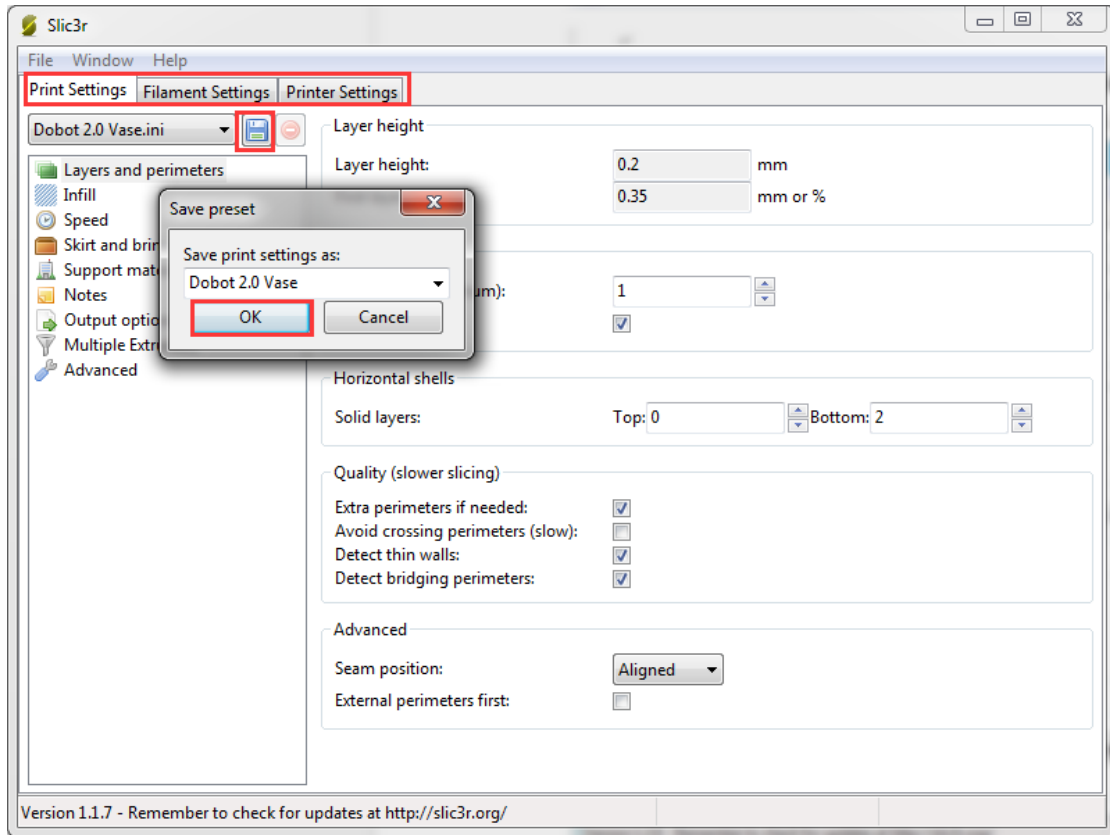 Slic3r
File Window Help
Print Settings Filament Settings Printer Settings
Dobot 2.0 Vase.ini
Layers and perimeters
Infill
Speed
Skirt and brim
Support mate
Notes
Output optio
Multiple Extru
Advanced
Save preset
Save print settings as:
Dobot 2.0 Vase
OK Cancel
Layer height
Layer height: 0.2 mm
0.35 mm or %
um): 1
Horizontal shells
Solid layers: Top: 0 Bottom: 2
Quality (slower slicing)
Extra perimeters if needed:
Avoid crossing perimeters (slow):
Detect thin walls:
Detect bridging perimeters:
Advanced
Seam position: Aligned
External perimeters first:
Version 1.1.7 - Remember to check for updates at http://slic3r.org/